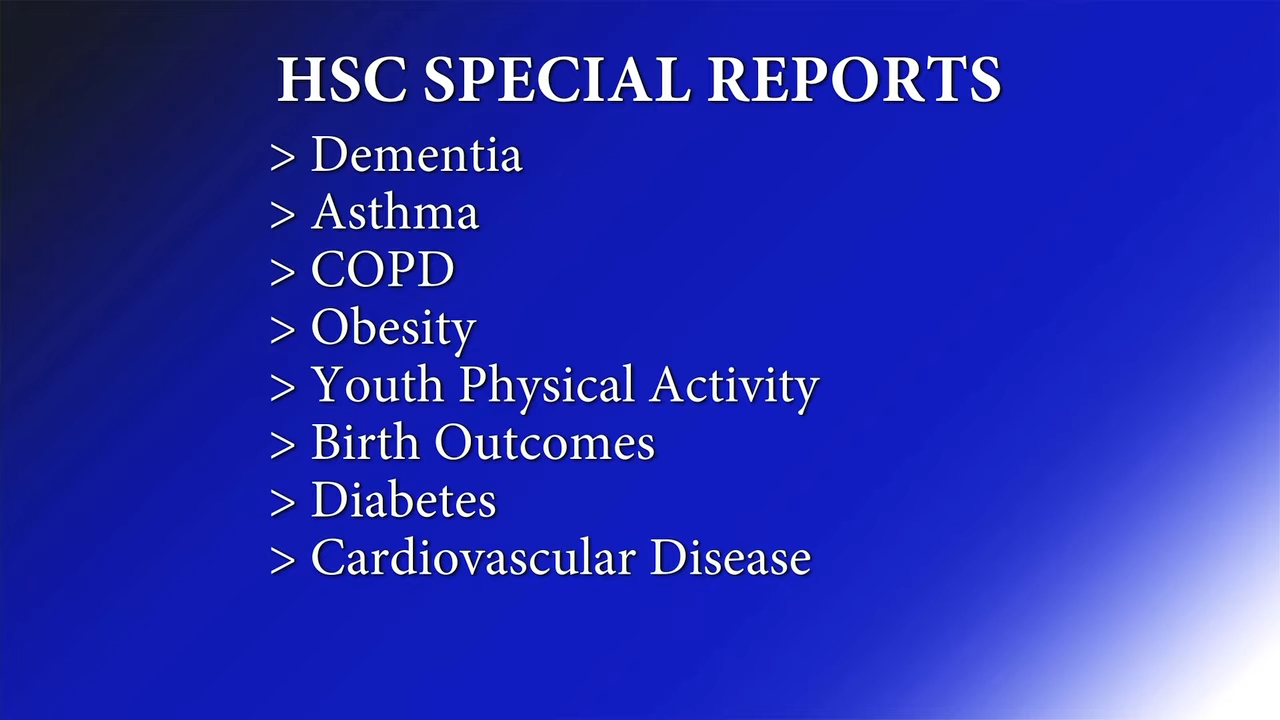 HSC SPECIAL REPORTS
> Dementia
> Asthma
> COPD
> Obesity
> Youth Physical Activity
> Birth Outcomes
> Diabetes
> Cardiovascular Disease